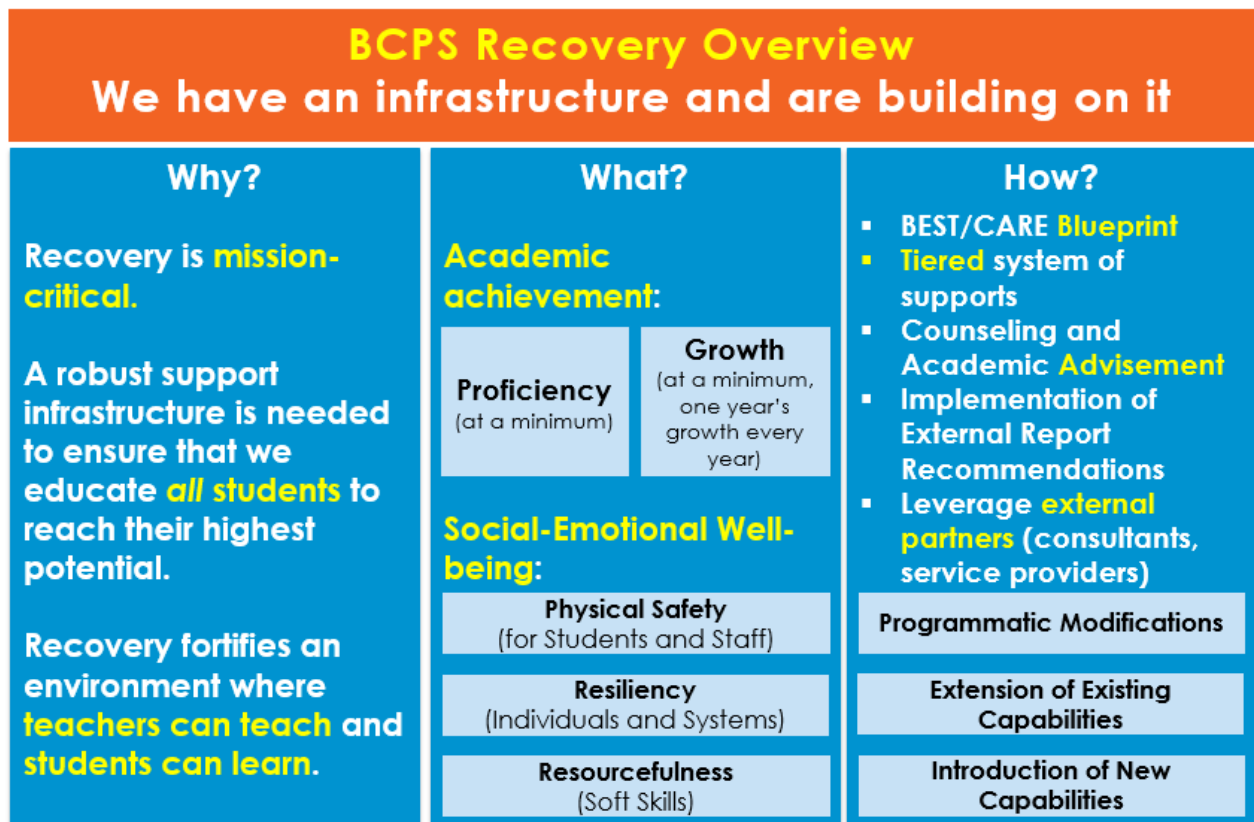 BCPS Recovery Overview
We have an infrastructure and are building on it
Why?
Recovery is mission-
critical.
A robust support
infrastructure is needed
to ensure that we
educate all students to
reach their highest
potential.
Recovery fortifies an
environment where
teachers can teach and
students can learn.
What?
Academic
achievement:
Proficiency
(at a minimum)
Growth
(at a minimum,
one year's
growth every
year)
Social-Emotional Well-
being:
Physical Safety
(for Students and Staff)
Resiliency
(Individuals and Systems)
Resourcefulness
(Soft Skills)
How?
▪ BEST/CARE Blueprint
▪ Tiered system of
supports
▪ Counseling and
Academic Advisement
▪ Implementation of
External Report
Recommendations
▪ Leverage external
partners (consultants,
service providers)
Programmatic Modifications
Extension of Existing
Capabilities
Introduction of New
Capabilities